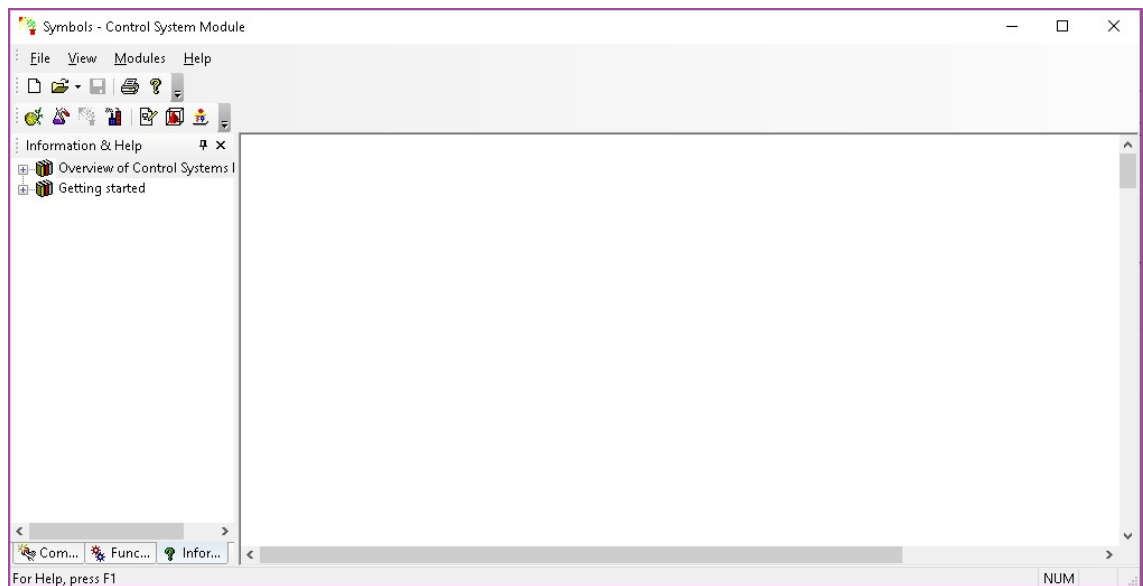 Symbols - Control System Module
File View Modules Help
Information & Help
Overview of Control Systems
Getting started
Com... Func... Infor...
For Help, press F1 NUM